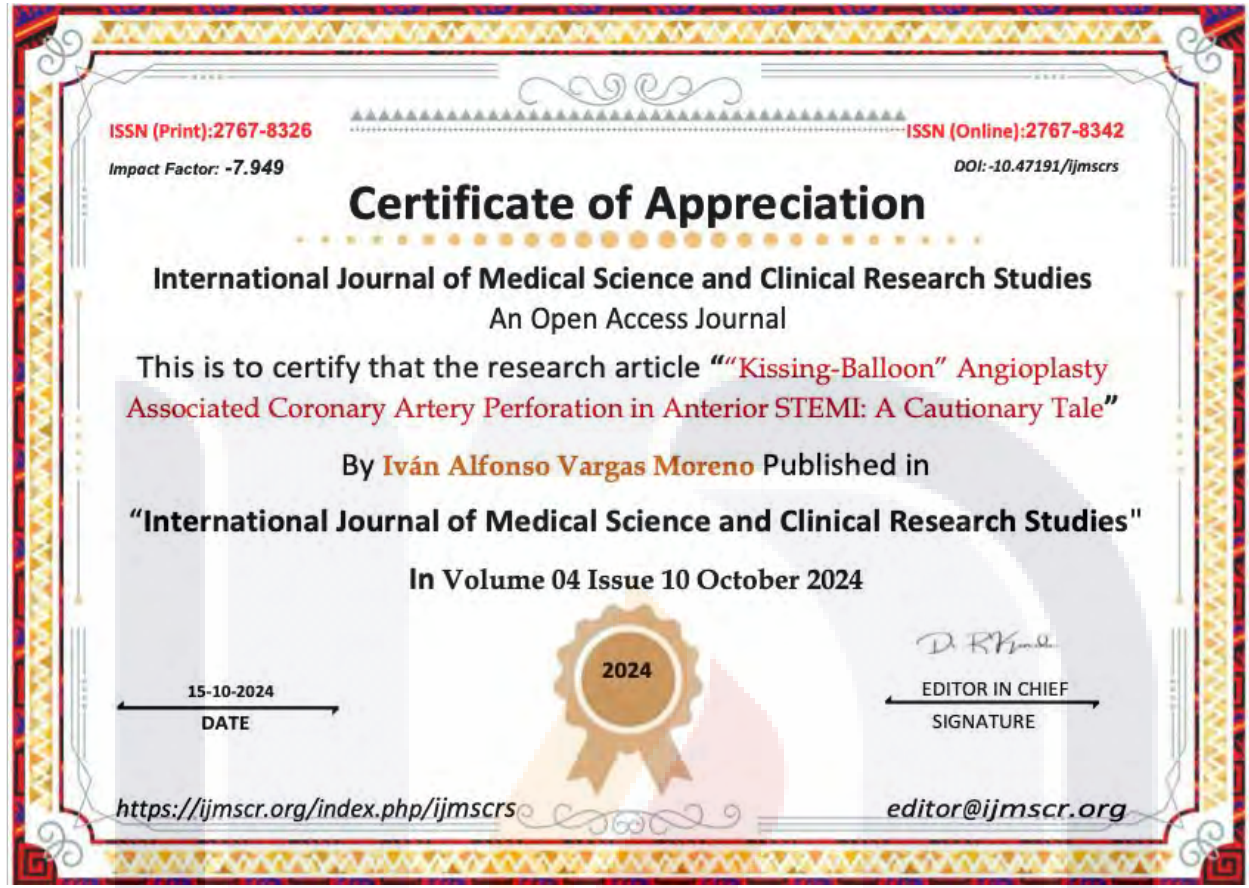 ISSN (Print):2767-8326
ISSN (Online):2767-8342
Impact Factor: -7.949
DOI:-10.47191/ijmscrs
Certificate of Appreciation
International Journal of Medical Science and Clinical Research Studies
An Open Access Journal
This is to certify that the research article "“Kissing-Balloon” Angioplasty
Associated Coronary Artery Perforation in Anterior STEMI: A Cautionary Tale"
By Iván Alfonso Vargas Moreno Published in
“International Journal of Medical Science and Clinical Research Studies"
In Volume 04 Issue 10 October 2024
2024
15-10-2024
DATE
EDITOR IN CHIEF
SIGNATURE
https://ijmscr.org/index.php/ijmscrs
editor@ijmscr.org